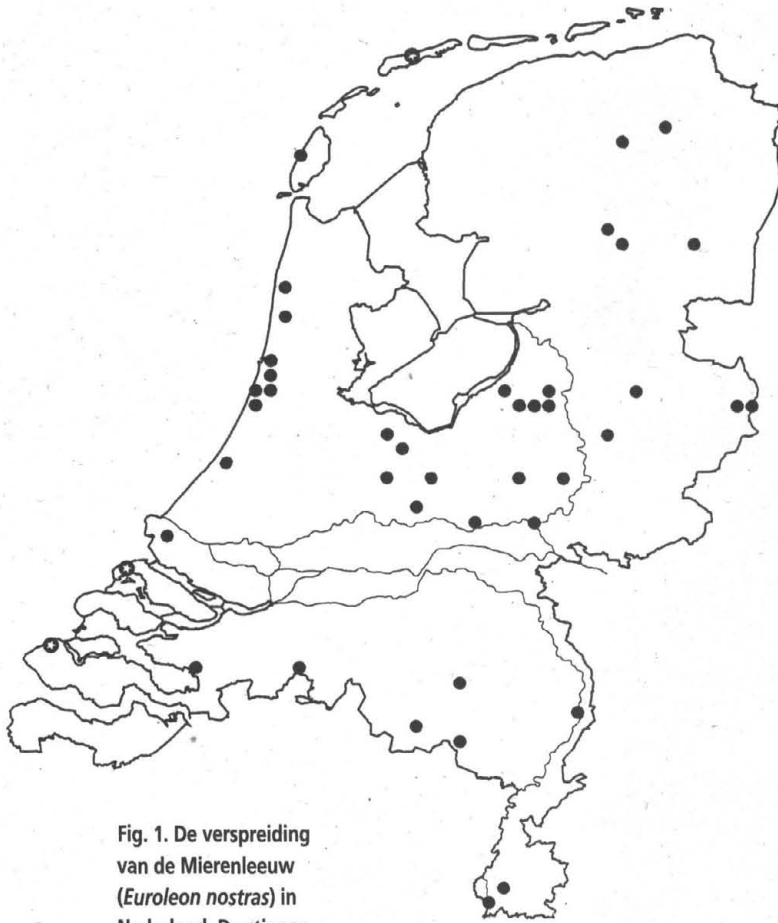 Fig. 1. De verspreiding
van de Mierenleeuw
(Euroleon nostras) in